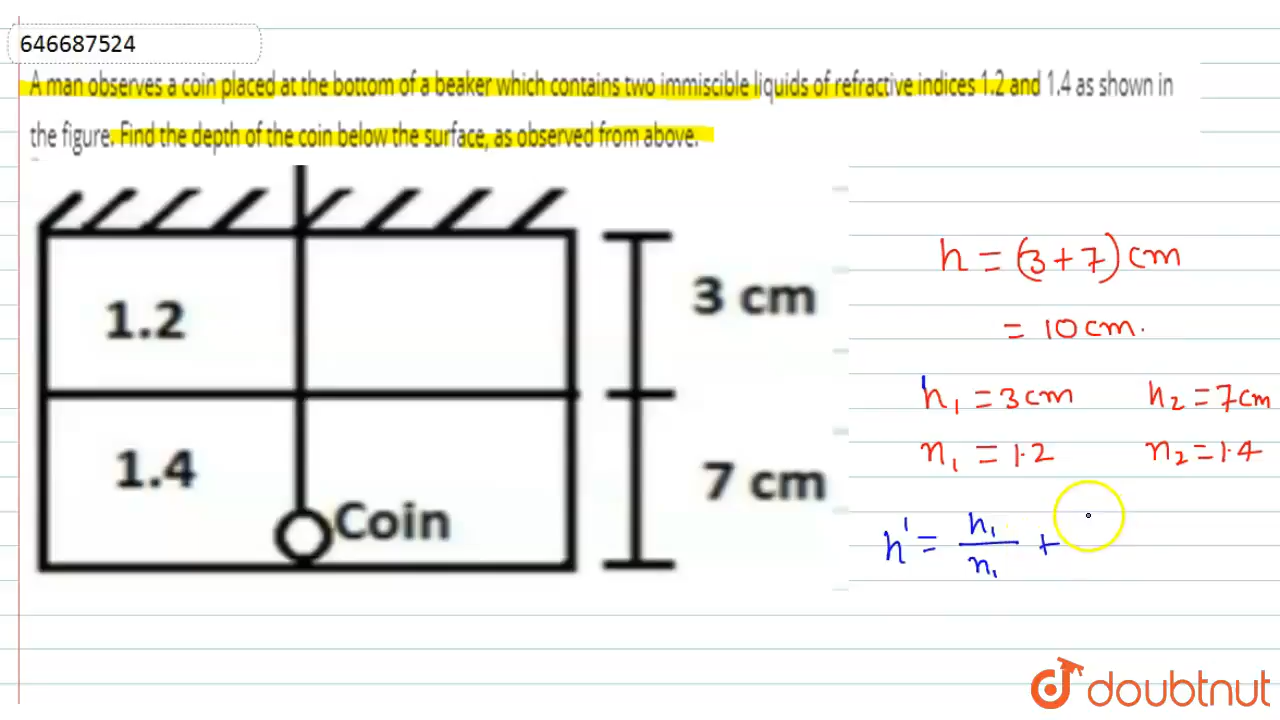 646687524
A man observes a coin placed at the bottom of a beaker which contains two immiscible liquids of refractive indices 1.2 and 1.4 as shown in
the figure. Find the depth of the coin below the surface, as observed from above.
1.2
3 cm
1.4
7 cm
Coin
h = (3+7) cm
= 10 cm.
h₁ = 3 cm h₂ = 7 cm
n₁ = 1.2 n₂ = 1.4
h' = h₁/n₁ +
doubtnut